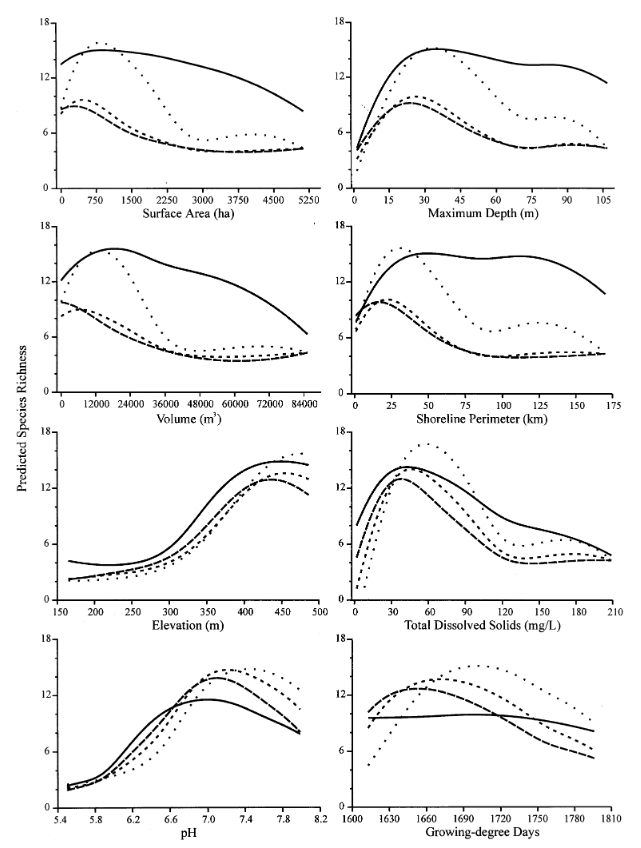 18
12
6
0
0 750 1500 2250 3000 3750 4500 5250
Surface Area (ha)
18
12
6
0
0 15 30 45 60 75 90 105
Maximum Depth (m)
18
12
6
0
0 12000 24000 36000 48000 60000 72000 84000
Volume (m³)
18
12
6
0
0 25 50 75 100 125 150 175
Shoreline Perimeter (km)
Predicted Species Richness
18
12
6
0
150 200 250 300 350 400 450 500
Elevation (m)
18
12
6
0
0 30 60 90 120 150 180 210
Total Dissolved Solids (mg/L)
18
12
6
0
5.4 5.8 6.2 6.6 7.0 7.4 7.8 8.2
pH
18
12
6
0
1600 1630 1660 1690 1720 1750 1780 1810
Growing-degree Days